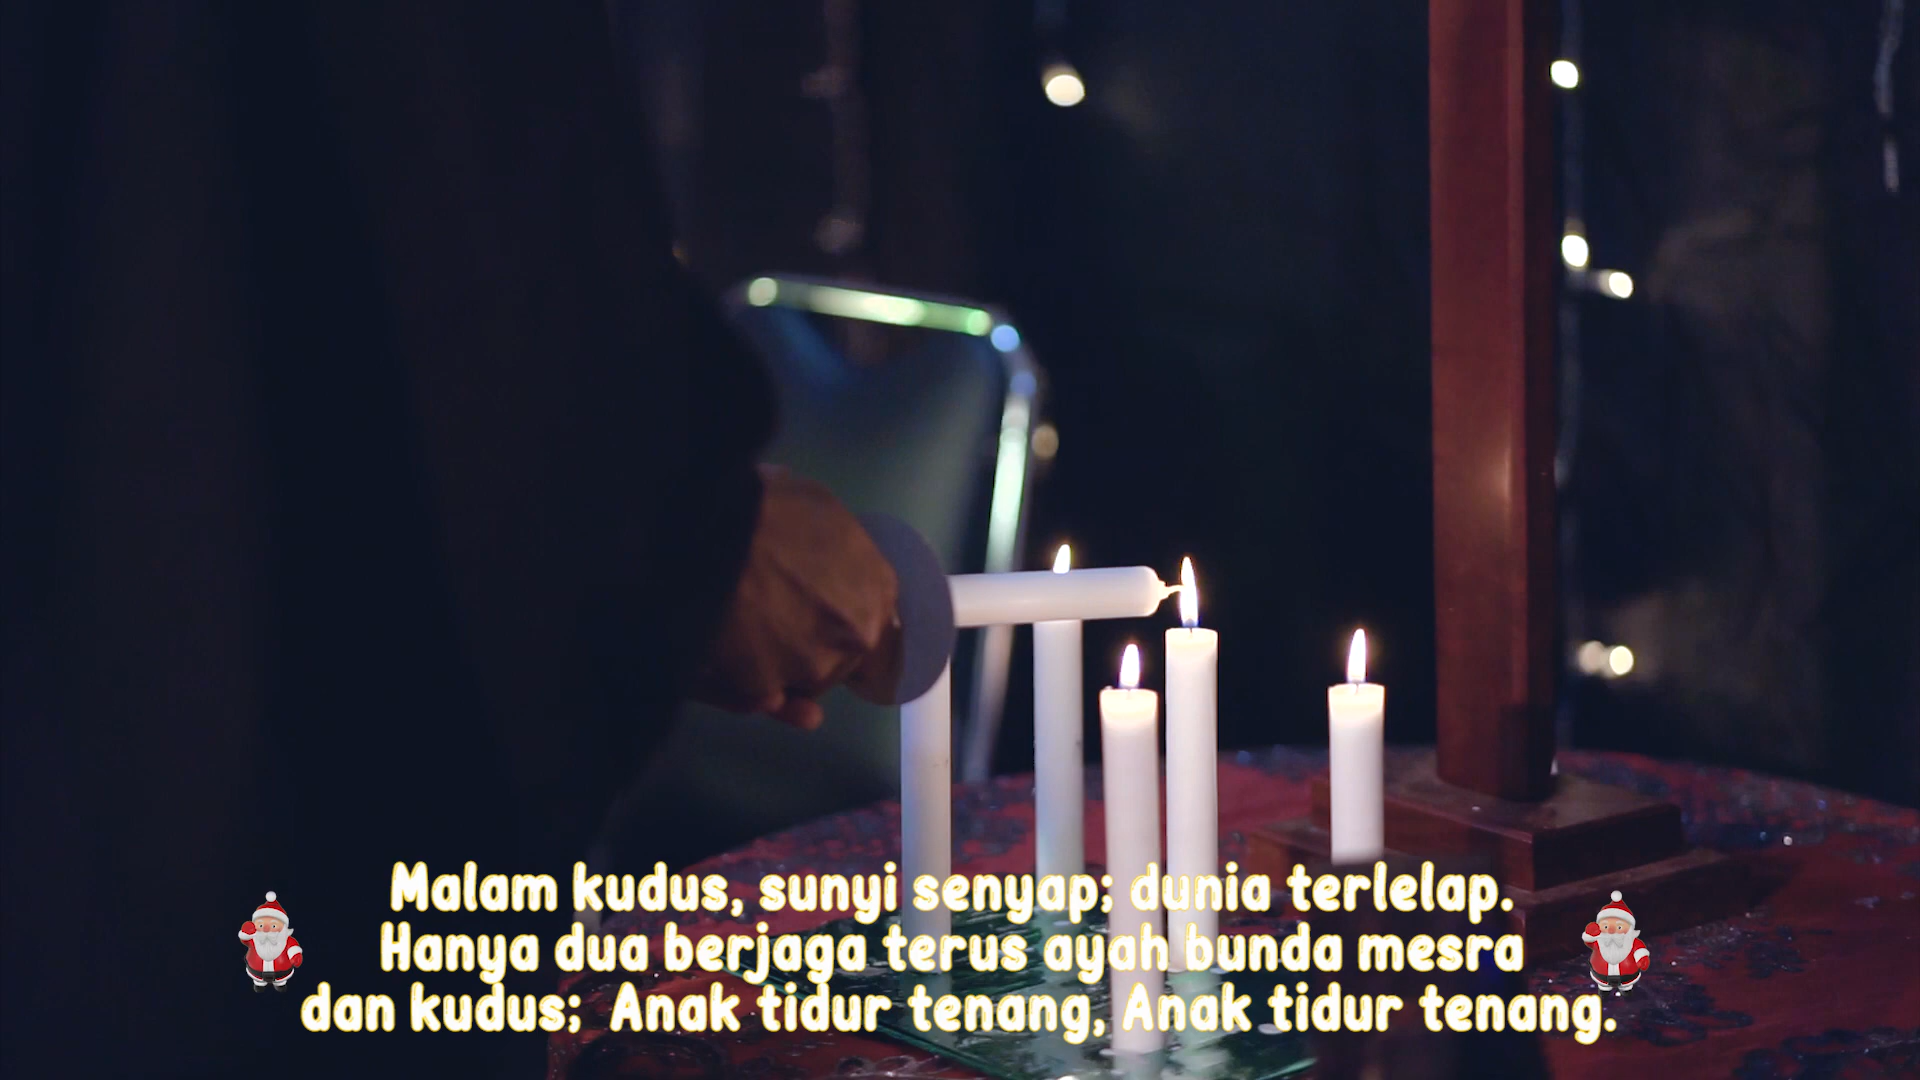 Malam kudus, sunyi senyap; dunia terlelap.
Hanya dua berjaga terus ayah bunda mesra
dan kudus; Anak tidur tenang, Anak tidur tenang.